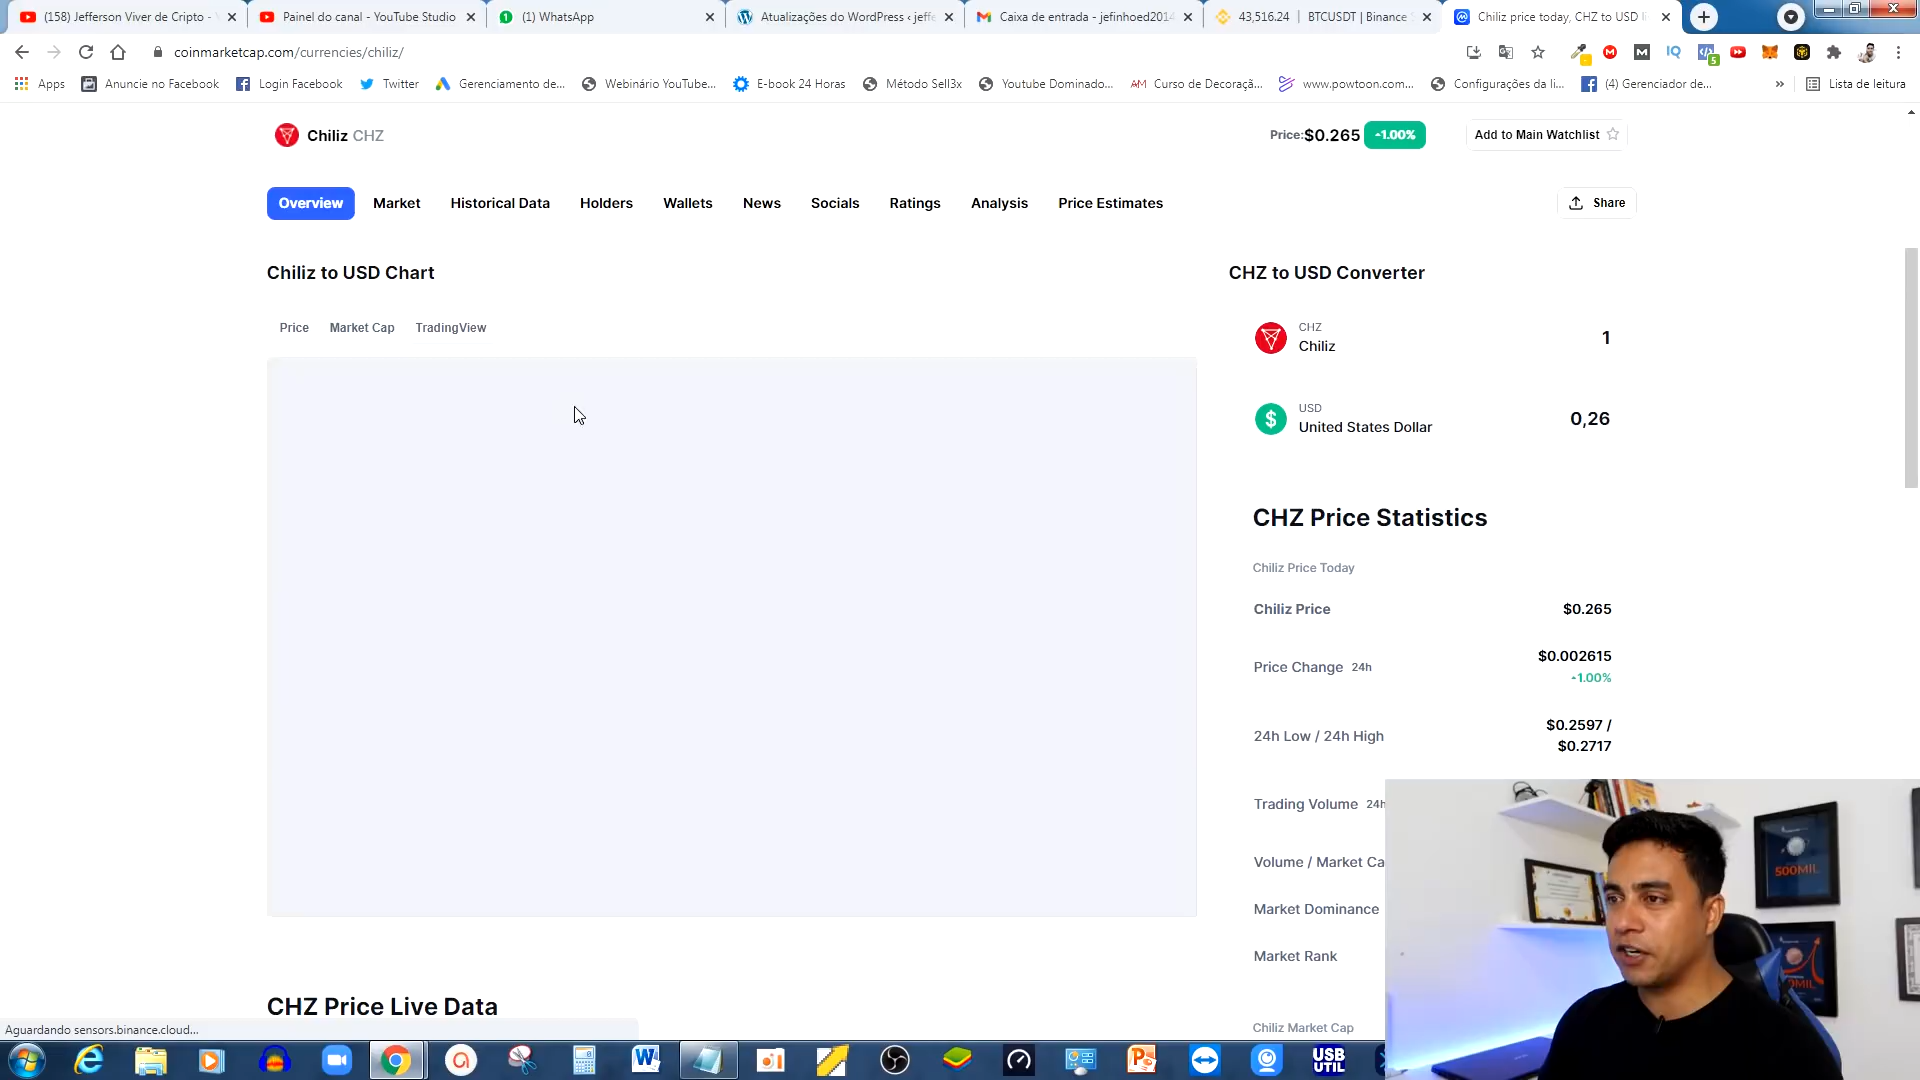 (158) Jefferson Viver de Cripto -
Painel do canal - YouTube Studio
(1) WhatsApp
Atualizações do WordPress ‹ jeffe
Caixa de entrada - jefinhoed2014
43,516.24 | BTCUSDT | Binance
Chiliz price today, CHZ to USD li
coinmarketcap.com/currencies/chiliz/
Apps
Anuncie no Facebook
Login Facebook
Twitter
Gerenciamento de...
Webinário YouTube...
E-book 24 Horas
Método Sell3x
Youtube Dominado...
AM Curso de Decoraçã...
www.powtoon.com...
Configurações da li...
(4) Gerenciador de...
»
Lista de leitura
Chiliz CHZ
Price:$0.265 1.00%
Add to Main Watchlist
Overview
Market
Historical Data
Holders
Wallets
News
Socials
Ratings
Analysis
Price Estimates
Share
Chiliz to USD Chart
Price
Market Cap
TradingView
CHZ to USD Converter
CHZ
Chiliz
1
USD
United States Dollar
0,26
CHZ Price Statistics
Chiliz Price Today
Chiliz Price
$0.265
Price Change 24h
$0.002615
1.00%
24h Low / 24h High
$0.2597 /
$0.2717
Trading Volume 24h
Volume / Market Ca
Market Dominance
Market Rank
Chiliz Market Cap
CHZ Price Live Data
Aguardando sensors.binance.cloud...
500MIL
USB
UTIL